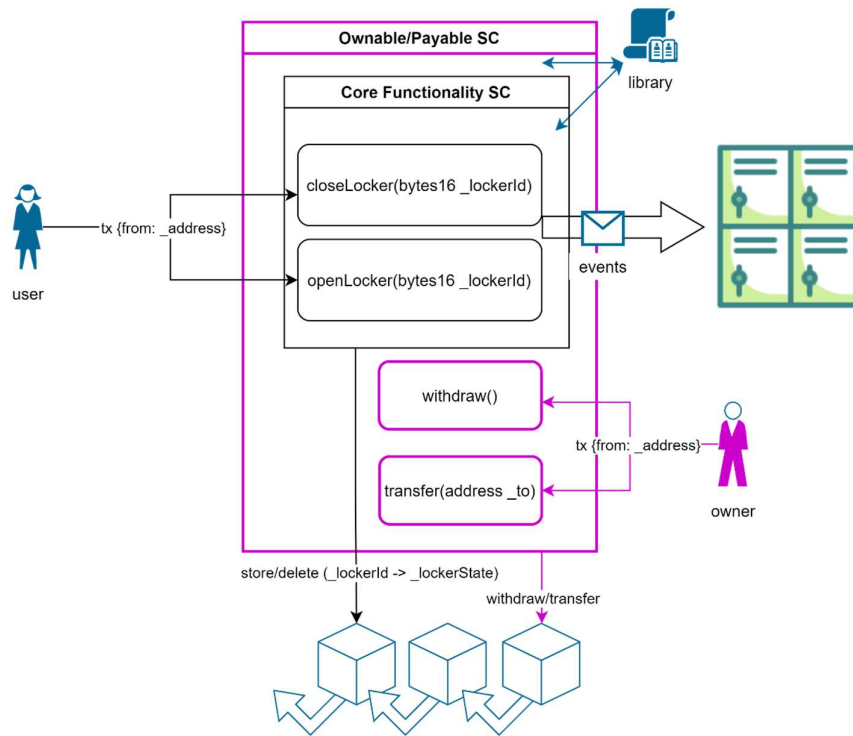 Ownable/Payable SC
library
Core Functionality SC
closeLocker(bytes16 _lockerId)
tx {from: _address}
user
openLocker(bytes16 _lockerId)
events
withdraw()
tx {from: _address}
transfer(address _to)
owner
store/delete (_lockerId -> _lockerState)
withdraw/transfer